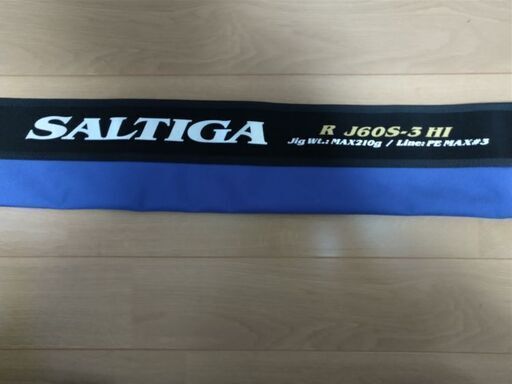 SALTIGA
R J60S-3 HI
Jig Wt.: MAX210g / Line: PE MAX#3